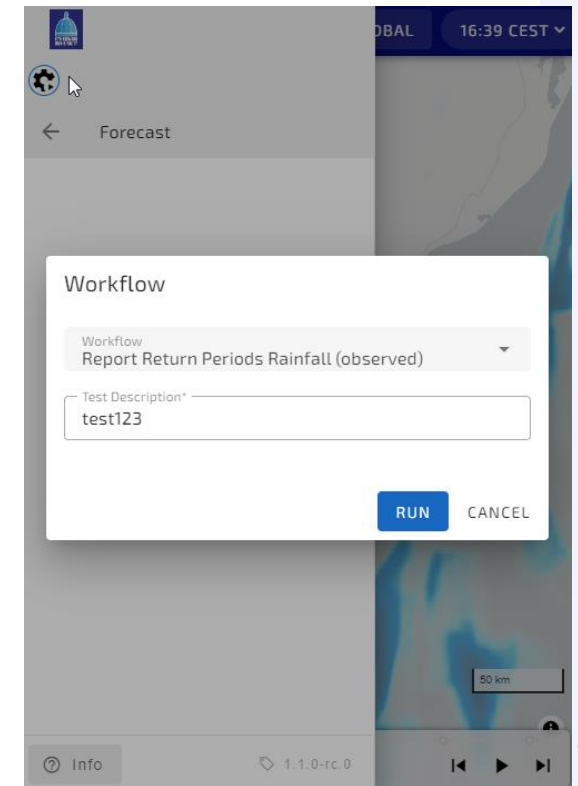 OBAL
16:39 CEST
Forecast
Workflow
Workflow
Report Return Periods Rainfall (observed)
Test Description*
test123
RUN
CANCEL
50 km
Info
1.1.0-rc.0